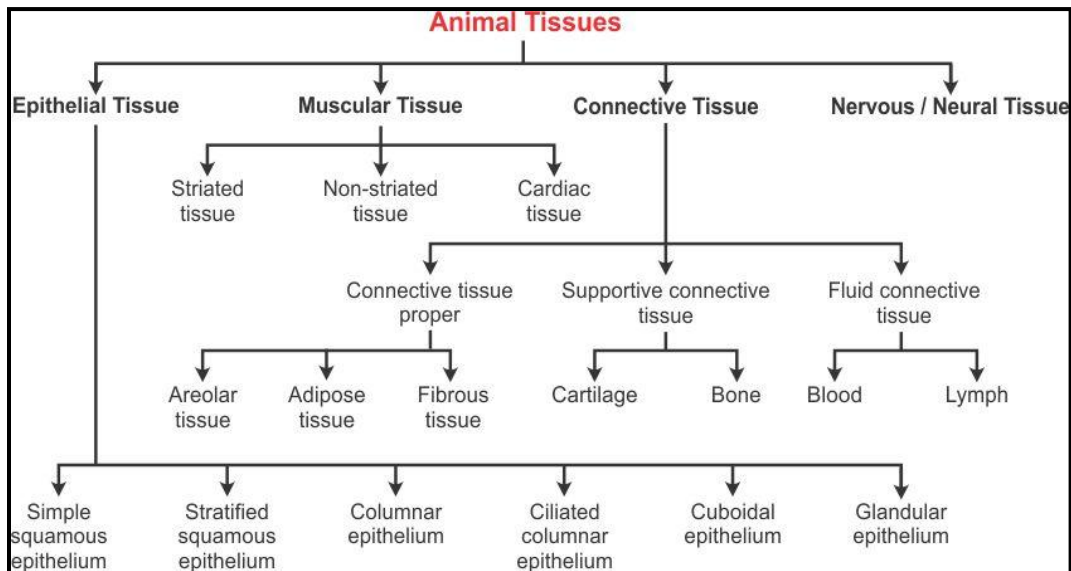 Animal Tissues
Epithelial Tissue
Muscular Tissue
Connective Tissue
Nervous / Neural Tissue
Striated
tissue
Non-striated
tissue
Cardiac
tissue
Connective tissue
proper
Supportive connective
tissue
Fluid connective
tissue
Areolar
tissue
Adipose
tissue
Fibrous
tissue
Cartilage
Bone
Blood
Lymph
Simple
squamous
epithelium
Stratified
squamous
epithelium
Columnar
epithelium
Ciliated
columnar
epithelium
Cuboidal
epithelium
Glandular
epithelium